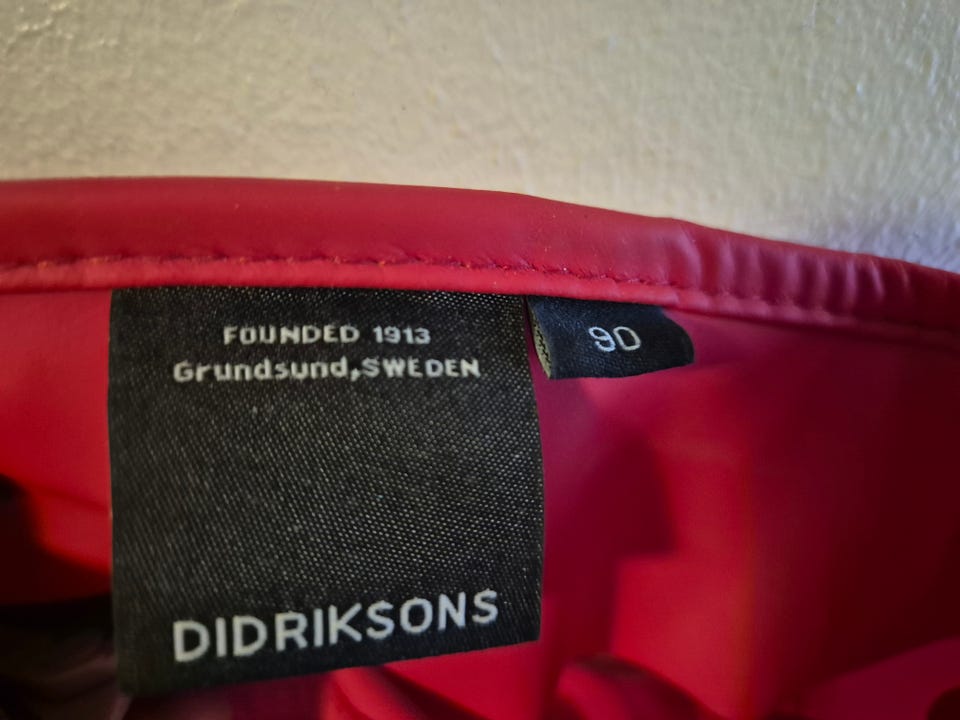 FOUNDED 1913
Grundsund,SWEDEN
90
DIDRIKSONS